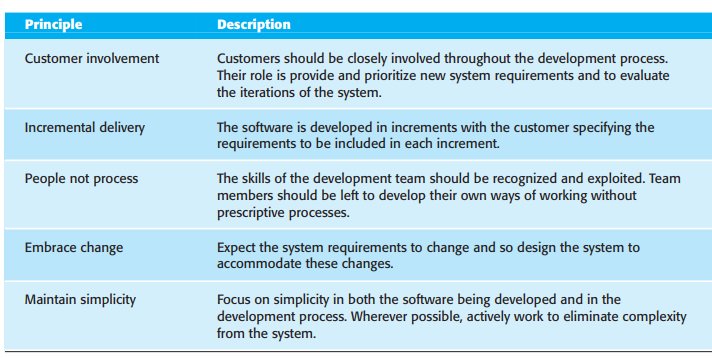 Principle Description
Customer involvement Customers should be closely involved throughout the development process.
Their role is provide and prioritize new system requirements and to evaluate
the iterations of the system.
Incremental delivery The software is developed in increments with the customer specifying the
requirements to be included in each increment.
People not process The skills of the development team should be recognized and exploited. Team
members should be left to develop their own ways of working without
prescriptive processes.
Embrace change Expect the system requirements to change and so design the system to
accommodate these changes.
Maintain simplicity Focus on simplicity in both the software being developed and in the
development process. Wherever possible, actively work to eliminate complexity
from the system.